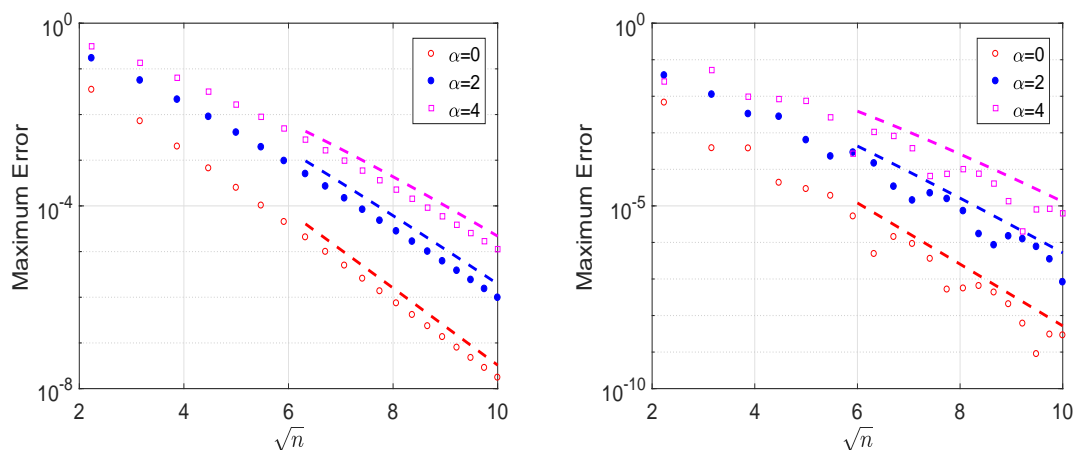 10^0
10^-4
10^-8
Maximum Error
2
4
6
8
10
√n
α=0
α=2
α=4
10^0
10^-5
10^-10
Maximum Error
2
4
6
8
10
√n
α=0
α=2
α=4